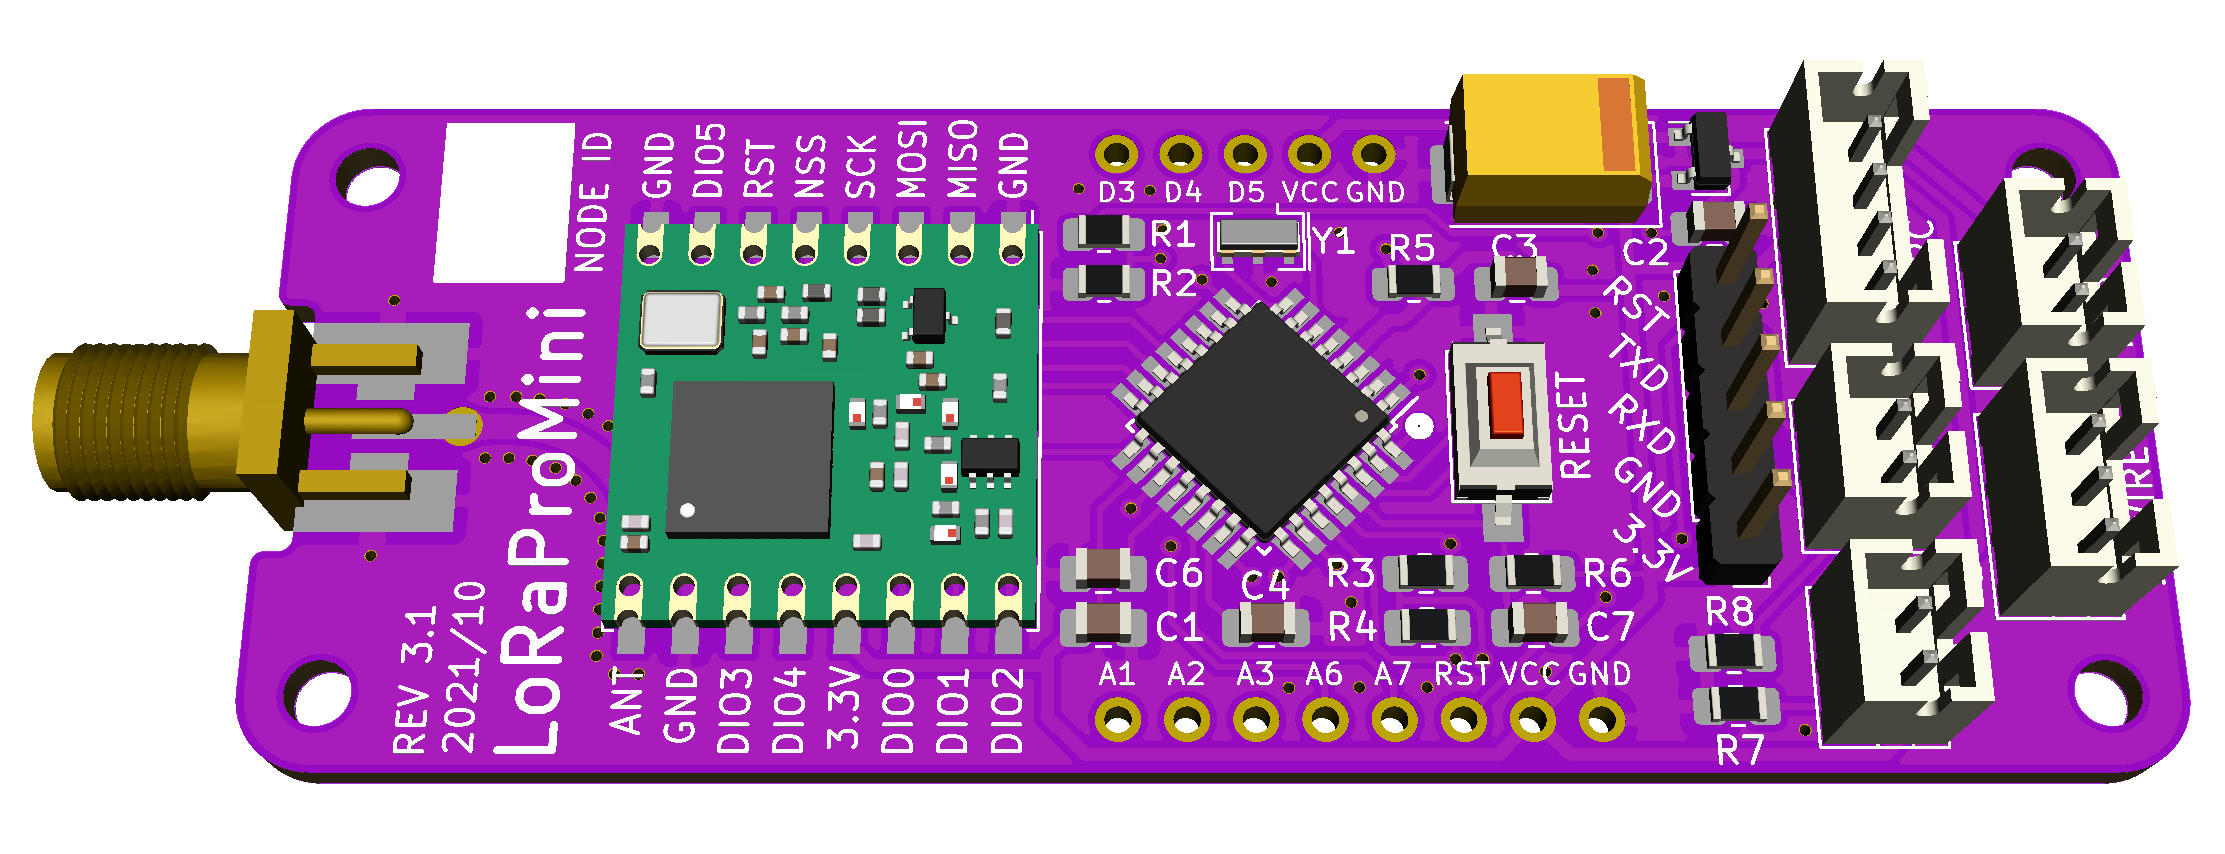 NODE ID
GND
DIO5
RST
NSS
SCK
MOSI
MISO
GND
D3
D4
D5
VCC
GND
R1
R2
Y1
R5
C3
C2
RST
TXD
RXD
GND
3.3V
RESET
LoRaProMini
REV 3.1
2021/10
C6
C1
C4
R3
R4
R6
C7
R8
R7
ANT
GND
DIO3
DIO4
3.3V
DIO0
DIO1
DIO2
A1
A2
A3
A6
A7
RST
VCC
GND